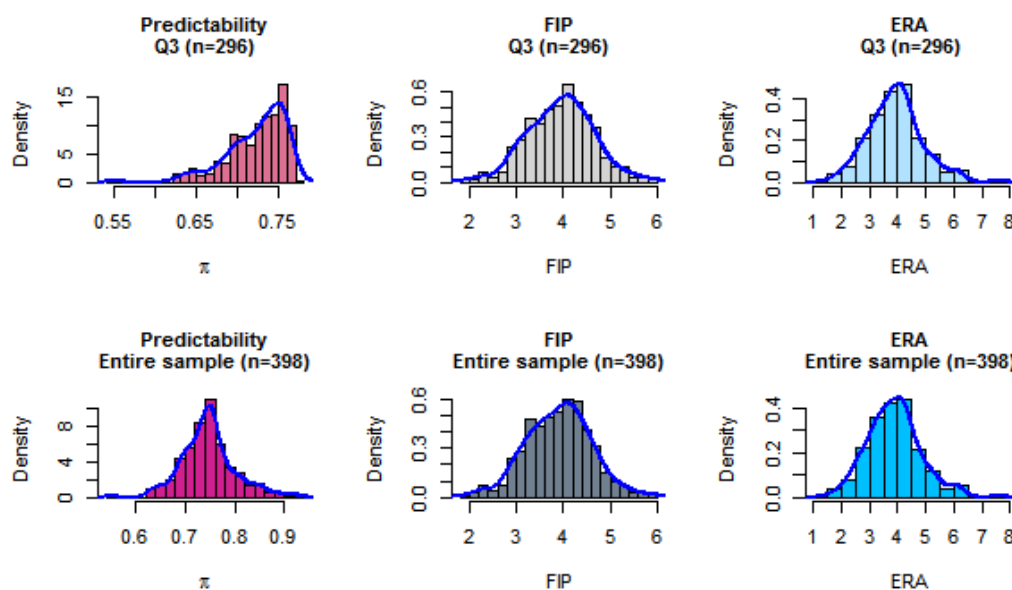 Predictability
Q3 (n=296)
Density
0 5 15
0.55 0.65 0.75
π
FIP
Q3 (n=296)
Density
0.0 0.3 0.6
2 3 4 5 6
FIP
ERA
Q3 (n=296)
Density
0.0 0.2 0.4
1 2 3 4 5 6 7 8
ERA
Predictability
Entire sample (n=398)
Density
0 4 8
0.6 0.7 0.8 0.9
π
FIP
Entire sample (n=398)
Density
0.0 0.3 0.6
2 3 4 5 6
FIP
ERA
Entire sample (n=398)
Density
0.0 0.2 0.4
1 2 3 4 5 6 7 8
ERA